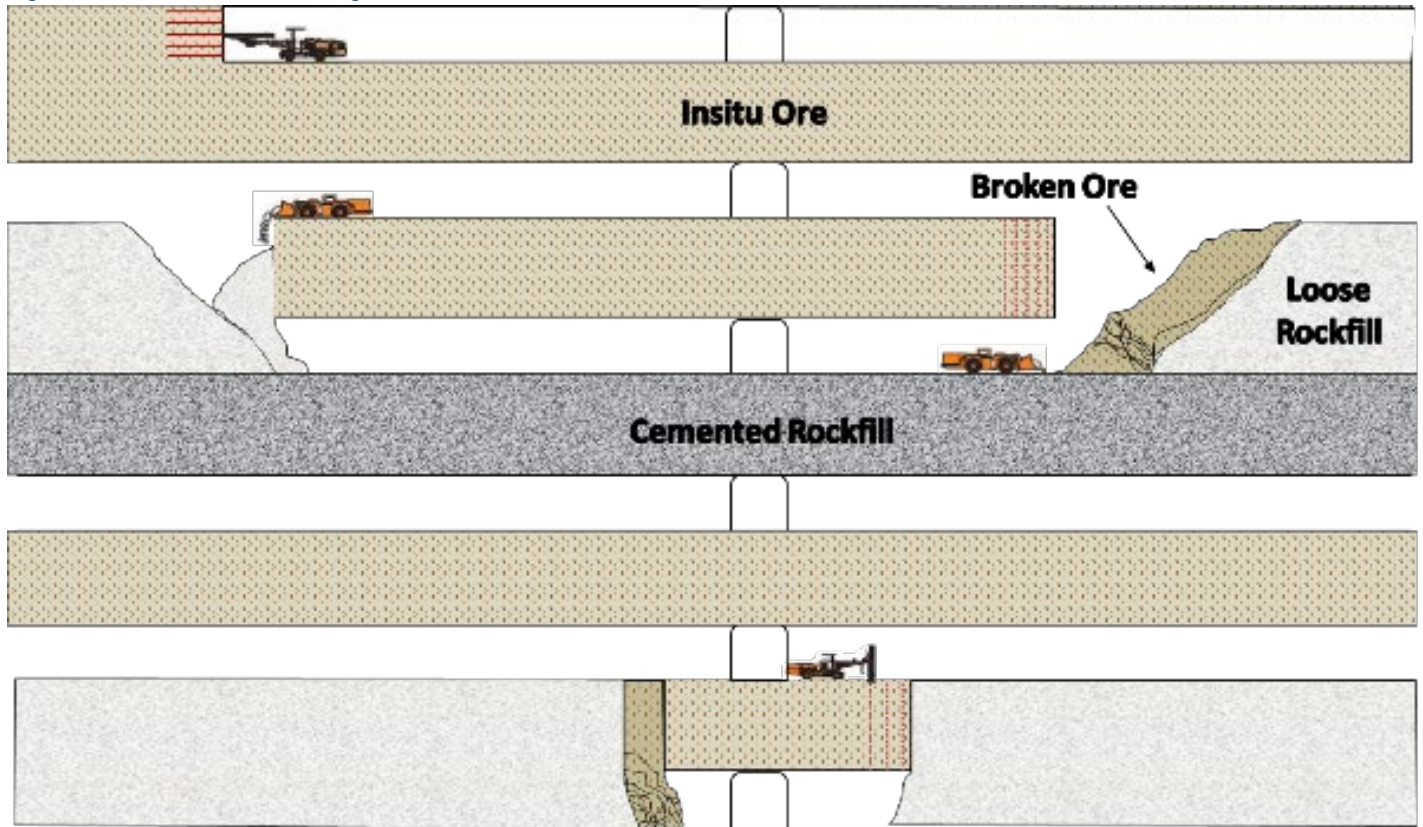 Insitu Ore
Broken Ore
Loose
Rockfill
Cemented Rockfill